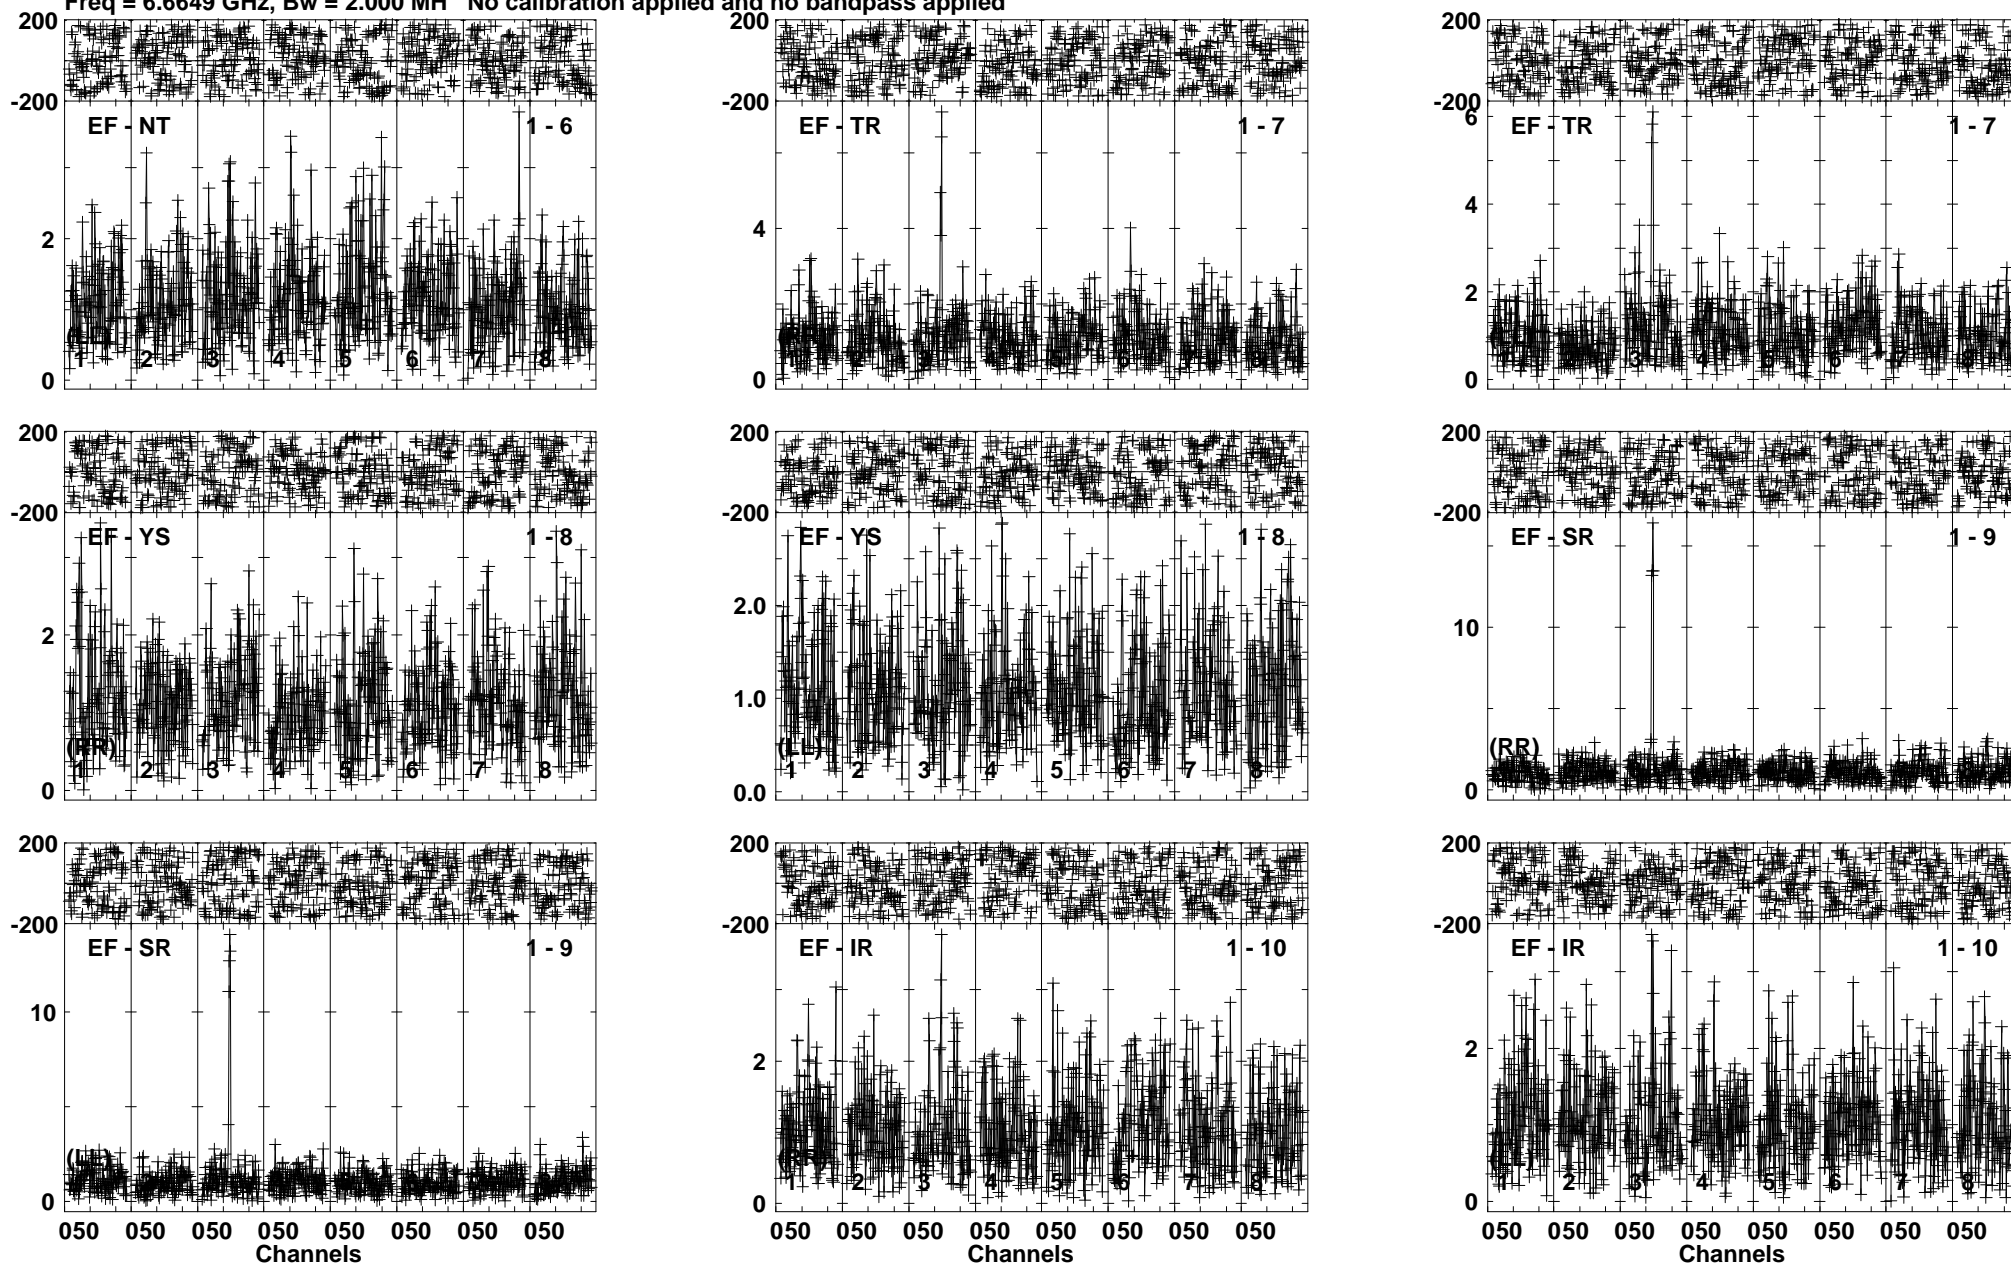 Freq = 6.6649 GHz, Bw = 2.000 MH No calibration applied and no bandpass applied
200 200 200
-200 -200 -200
EF - NT 1 - 6 EF - TR 1 - 7 EF - TR 1 - 7
6
4 4
2 2
(LL)
1 2 3 4 5 6 7 8
0 0 0
200 200 200
-200 -200 -200
EF - YS 1 - 8 EF - YS 1 - 8 EF - SR 1 - 9
2 2.0 10
1.0
(RR) (LL) (RR)
1 2 3 4 5 6 7 8 1 2 3 4 5 6 7 8
0 0.0 0
200 200 200
-200 -200 -200
EF - SR 1 - 9 EF - IR 1 - 10 EF - IR 1 - 10
10 2 2
(LL) (RR)
1 2 3 4 5 6 7 8 1 2 3 4 5 6 7 8
0 0 0
050 050 050 050 050 050 050 050 050 050 050 050 050 050 050 050 050 050 050 050 050 050 050 050
Channels Channels Channels